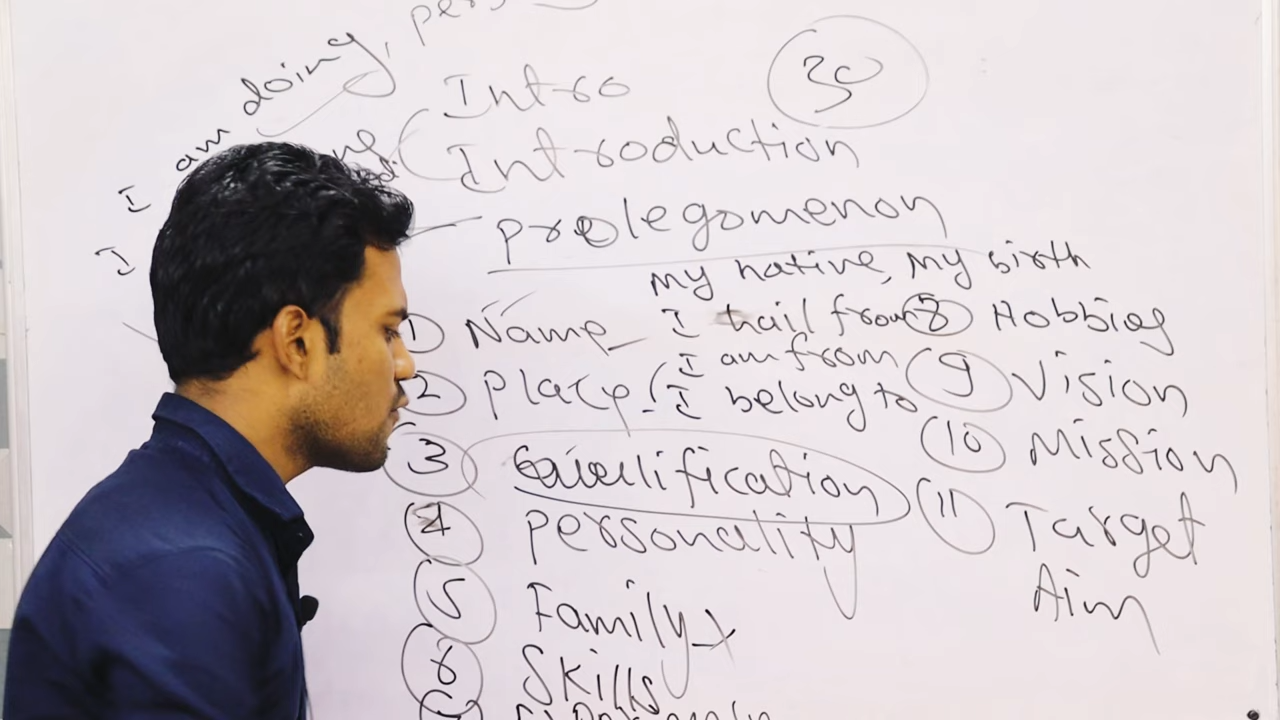 I am doing,
30
Intro
Introduction
I
prolegomenon
my native, My birth
1 Name I hail from
I am from
2 Place I belong to
3 Qualification
4 personality
5 Family x
6 Skills
8 Hobbies
9 Vision
10 Mission
11 Target
Aim